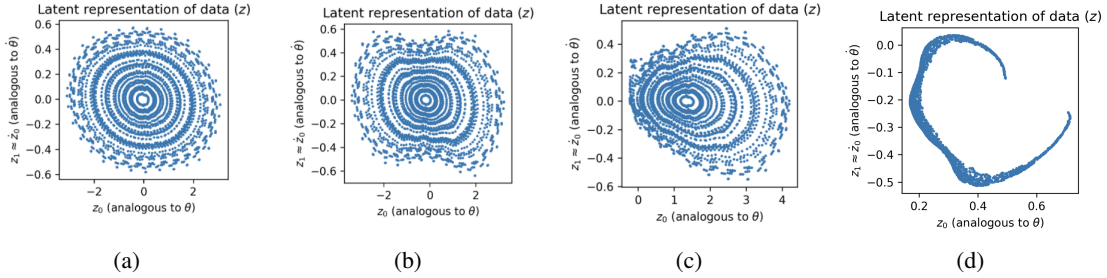 Latent representation of data (z)
0.6
0.4
0.2
0.0
−0.2
−0.4
−0.6
z₁ ≈ ż₀ (analogous to θ̇)
−2
0
2
z₀ (analogous to θ)
(a)
Latent representation of data (z)
0.6
0.4
0.2
0.0
−0.2
−0.4
−0.6
z₁ ≈ ż₀ (analogous to θ̇)
−2
0
2
z₀ (analogous to θ)
(b)
Latent representation of data (z)
0.4
0.2
0.0
−0.2
−0.4
−0.6
z₁ ≈ ż₀ (analogous to θ̇)
0
1
2
3
4
z₀ (analogous to θ)
(c)
Latent representation of data (z)
0.0
−0.1
−0.2
−0.3
−0.4
−0.5
z₁ ≈ ż₀ (analogous to θ̇)
0.2
0.4
0.6
z₀ (analogous to θ)
(d)